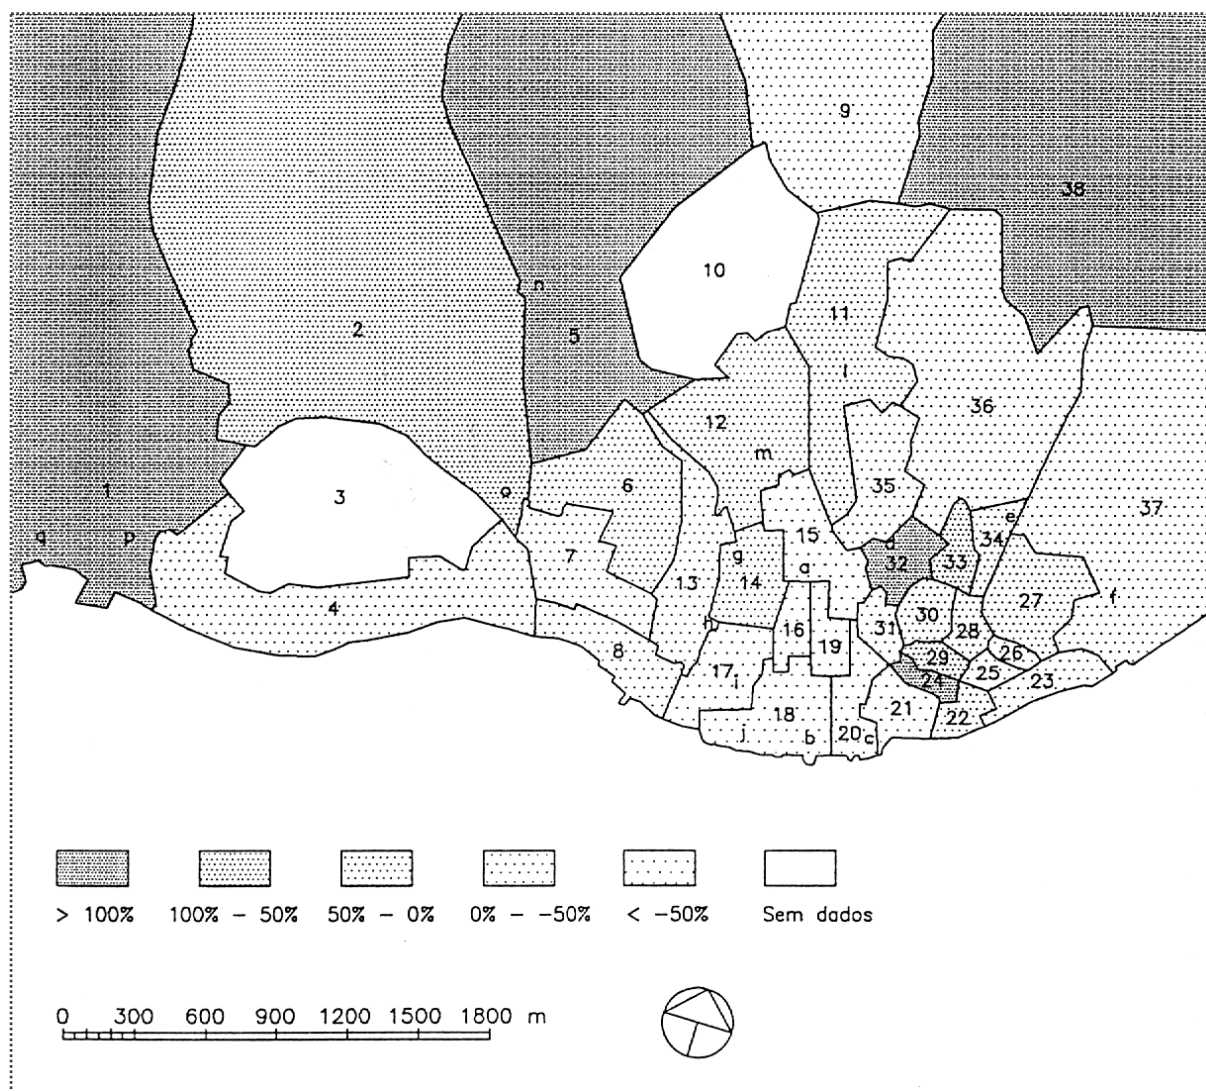 9
38
10
n
11
2
5
l
36
12
m
35
6
3
o
37
1
e
15
34
q
p
d
7
g
33
32
a
14
13
27
f
4
30
h
16
31
28
19
8
29
26
17
25
24
23
i
18
21
22
j
b
20
c
> 100% 100% - 50% 50% - 0% 0% - -50% < -50% Sem dados
0 300 600 900 1200 1500 1800 m